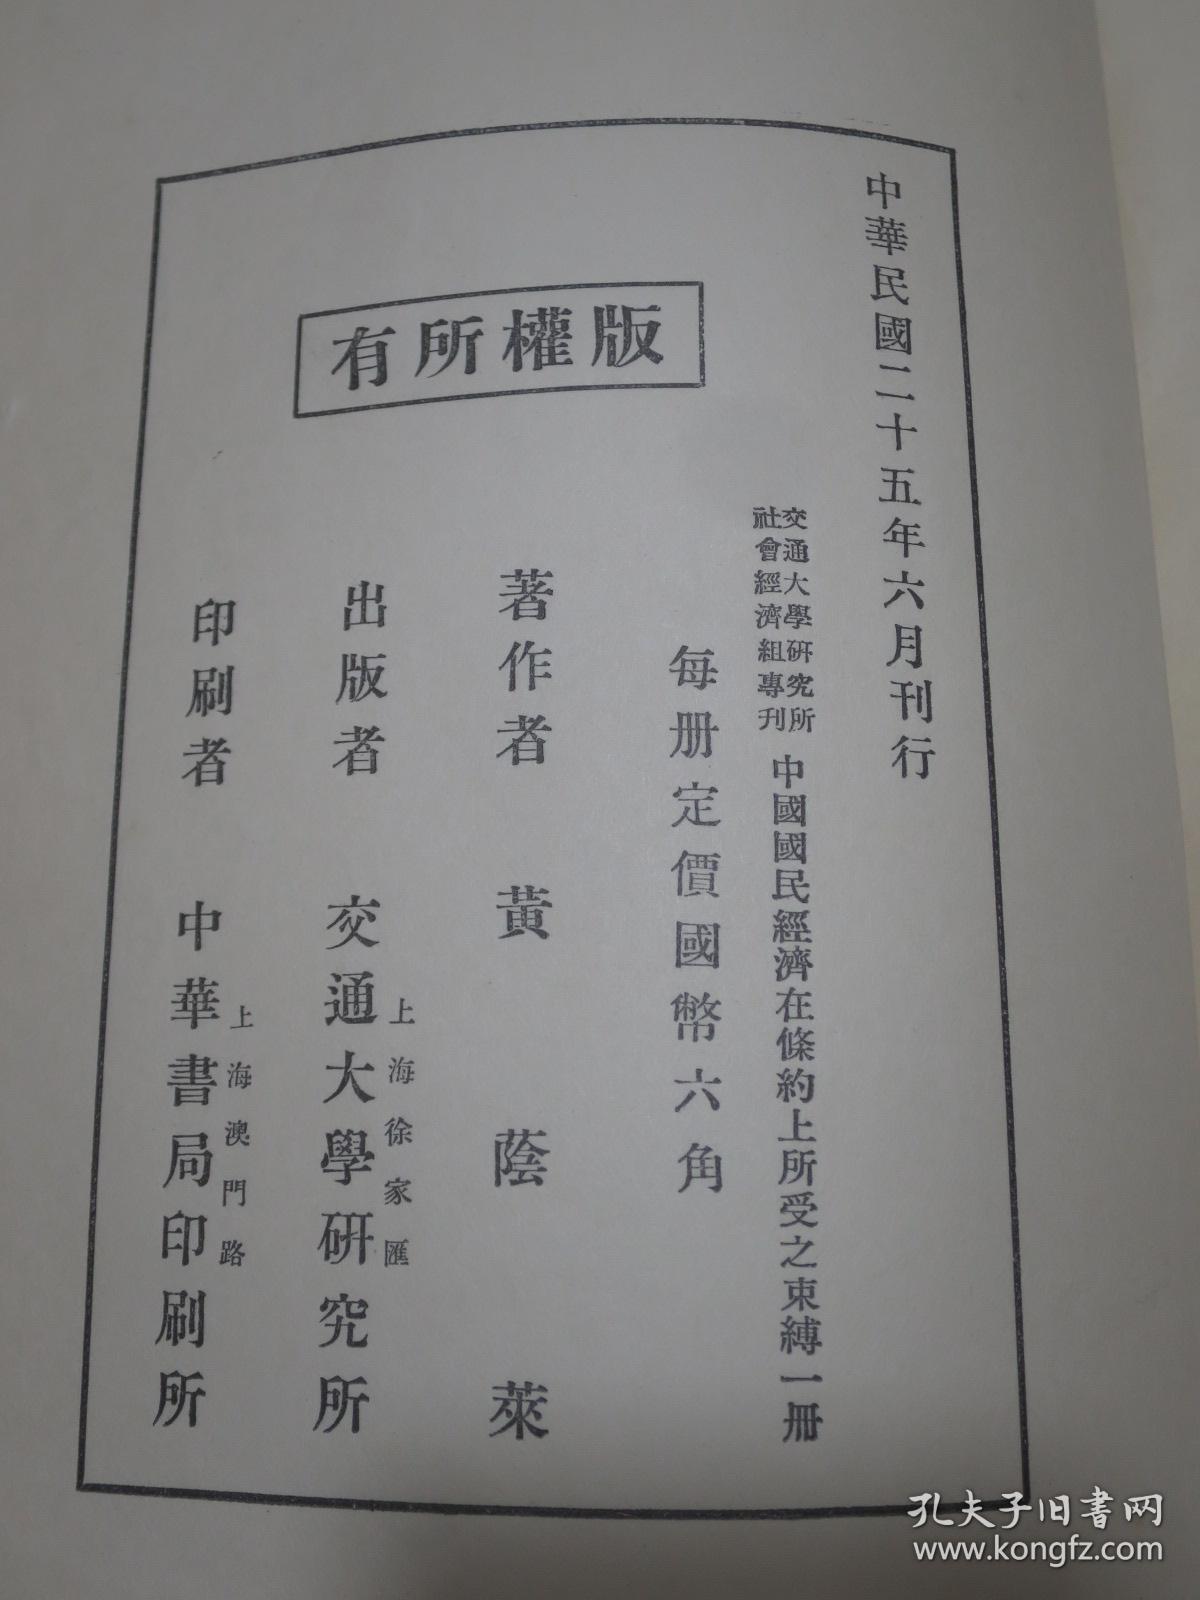 中華民國二十五年六月刊行
交通大學研究所
社會經濟組專刊
中國國民經濟在條約上所受之束縛一冊
每册定價國幣六角
版權所有
著作者 黃蔭萊
出版者
上海徐家匯
交通大學研究所
印刷者
上海澳門路
中華書局印刷所
孔夫子旧書网
www.kongfz.com